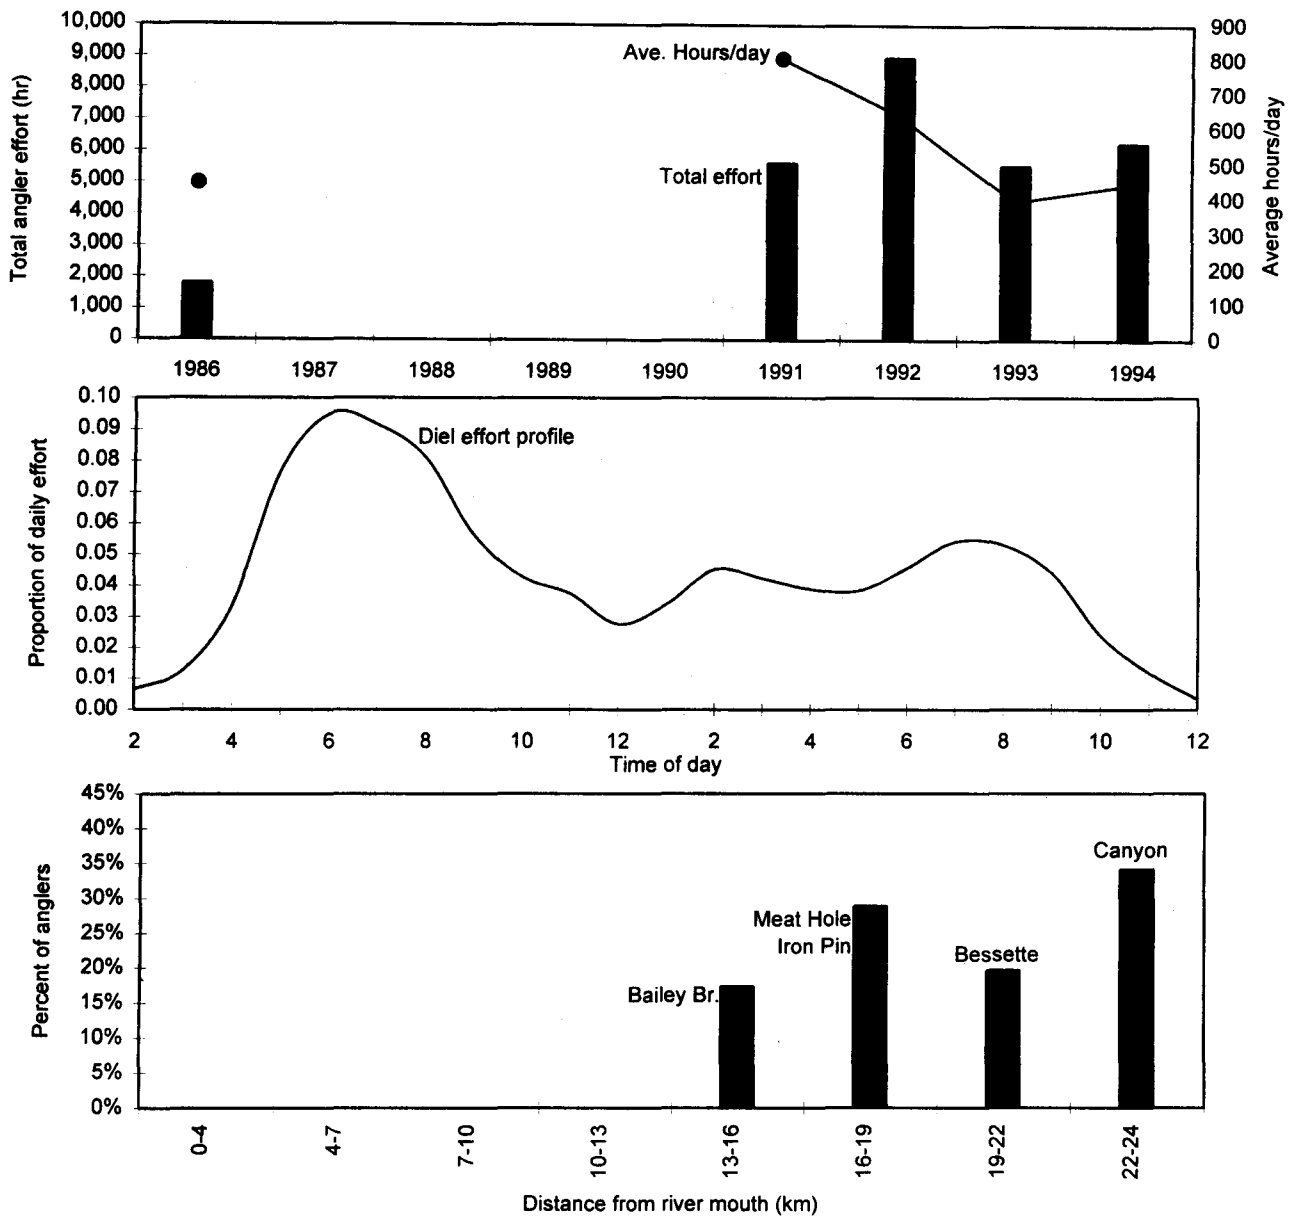 Total angler effort (hr)
10,000
9,000
8,000
7,000
6,000
5,000
4,000
3,000
2,000
1,000
0
Ave. Hours/day
Total effort
900
800
700
600
500
400
300
200
100
0
Average hours/day
1986 1987 1988 1989 1990 1991 1992 1993 1994
Proportion of daily effort
0.10
0.09
0.08
0.07
0.06
0.05
0.04
0.03
0.02
0.01
0.00
Diel effort profile
2 4 6 8 10 12 2 4 6 8 10 12
Time of day
Percent of anglers
45%
40%
35%
30%
25%
20%
15%
10%
5%
0%
Canyon
Meat Hole
Iron Pin
Bessette
Bailey Br.
0-4 4-7 7-10 10-13 13-16 16-19 19-22 22-24
Distance from river mouth (km)